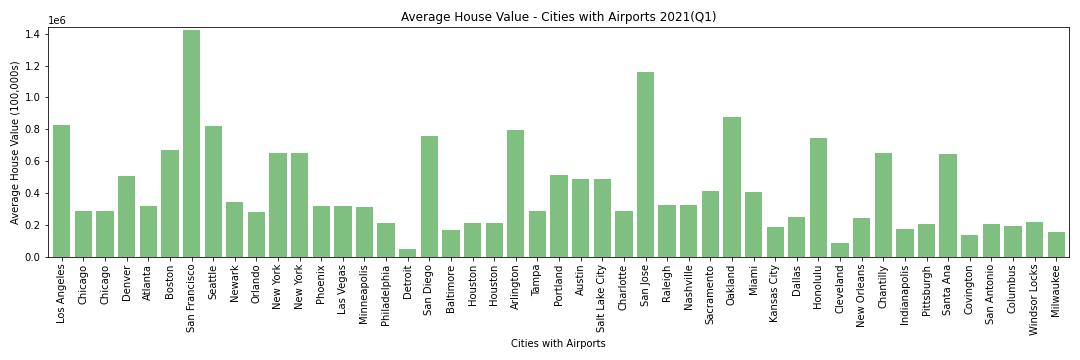 Average House Value - Cities with Airports 2021(Q1)
1e6
Average House Value (100,000s)
1.4
1.2
1.0
0.8
0.6
0.4
0.2
0.0
Los Angeles
Chicago
Chicago
Denver
Atlanta
Boston
San Francisco
Seattle
Newark
Orlando
New York
New York
Phoenix
Las Vegas
Minneapolis
Philadelphia
Detroit
San Diego
Baltimore
Houston
Houston
Arlington
Tampa
Portland
Austin
Salt Lake City
Charlotte
San Jose
Raleigh
Nashville
Sacramento
Oakland
Miami
Kansas City
Dallas
Honolulu
Cleveland
New Orleans
Chantilly
Indianapolis
Pittsburgh
Santa Ana
Covington
San Antonio
Columbus
Windsor Locks
Milwaukee
Cities with Airports